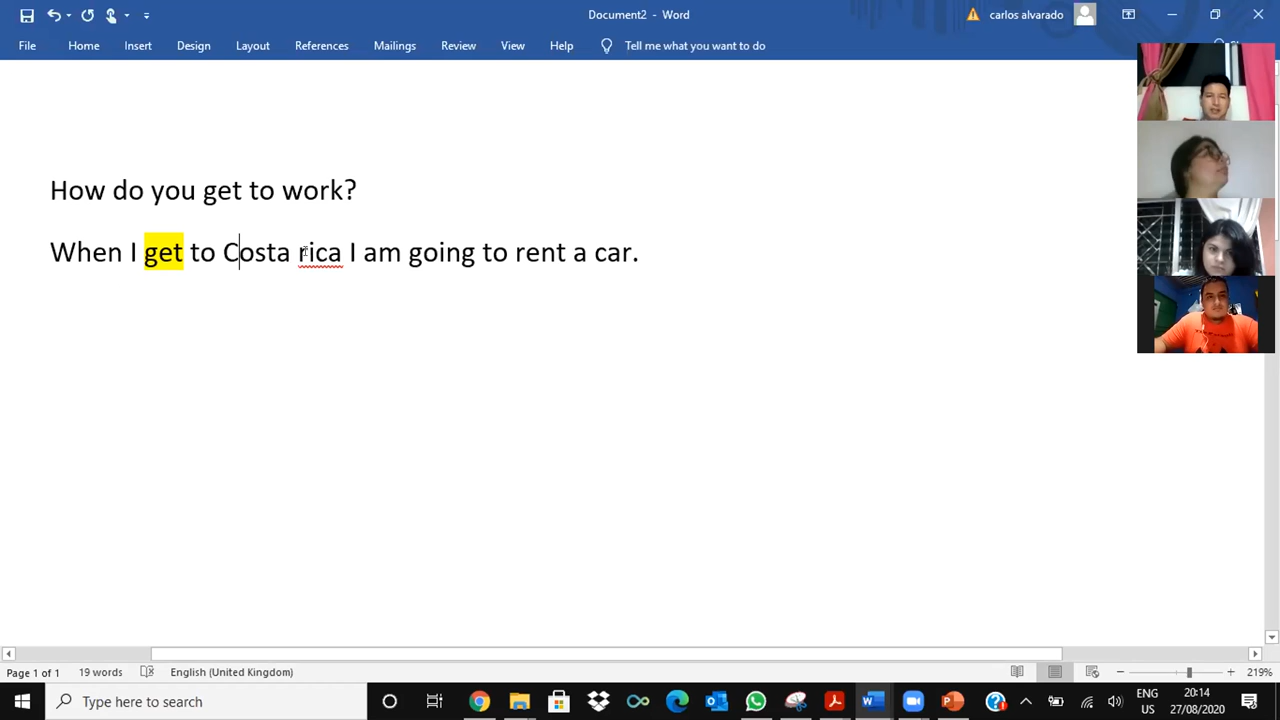 Document2 - Word
carlos alvarado
File Home Insert Design Layout References Mailings Review View Help Tell me what you want to do
How do you get to work?
When I get to Costa rica I am going to rent a car.
Page 1 of 1 19 words English (United Kingdom) 219%
Type here to search
ENG 20:14
US 27/08/2020